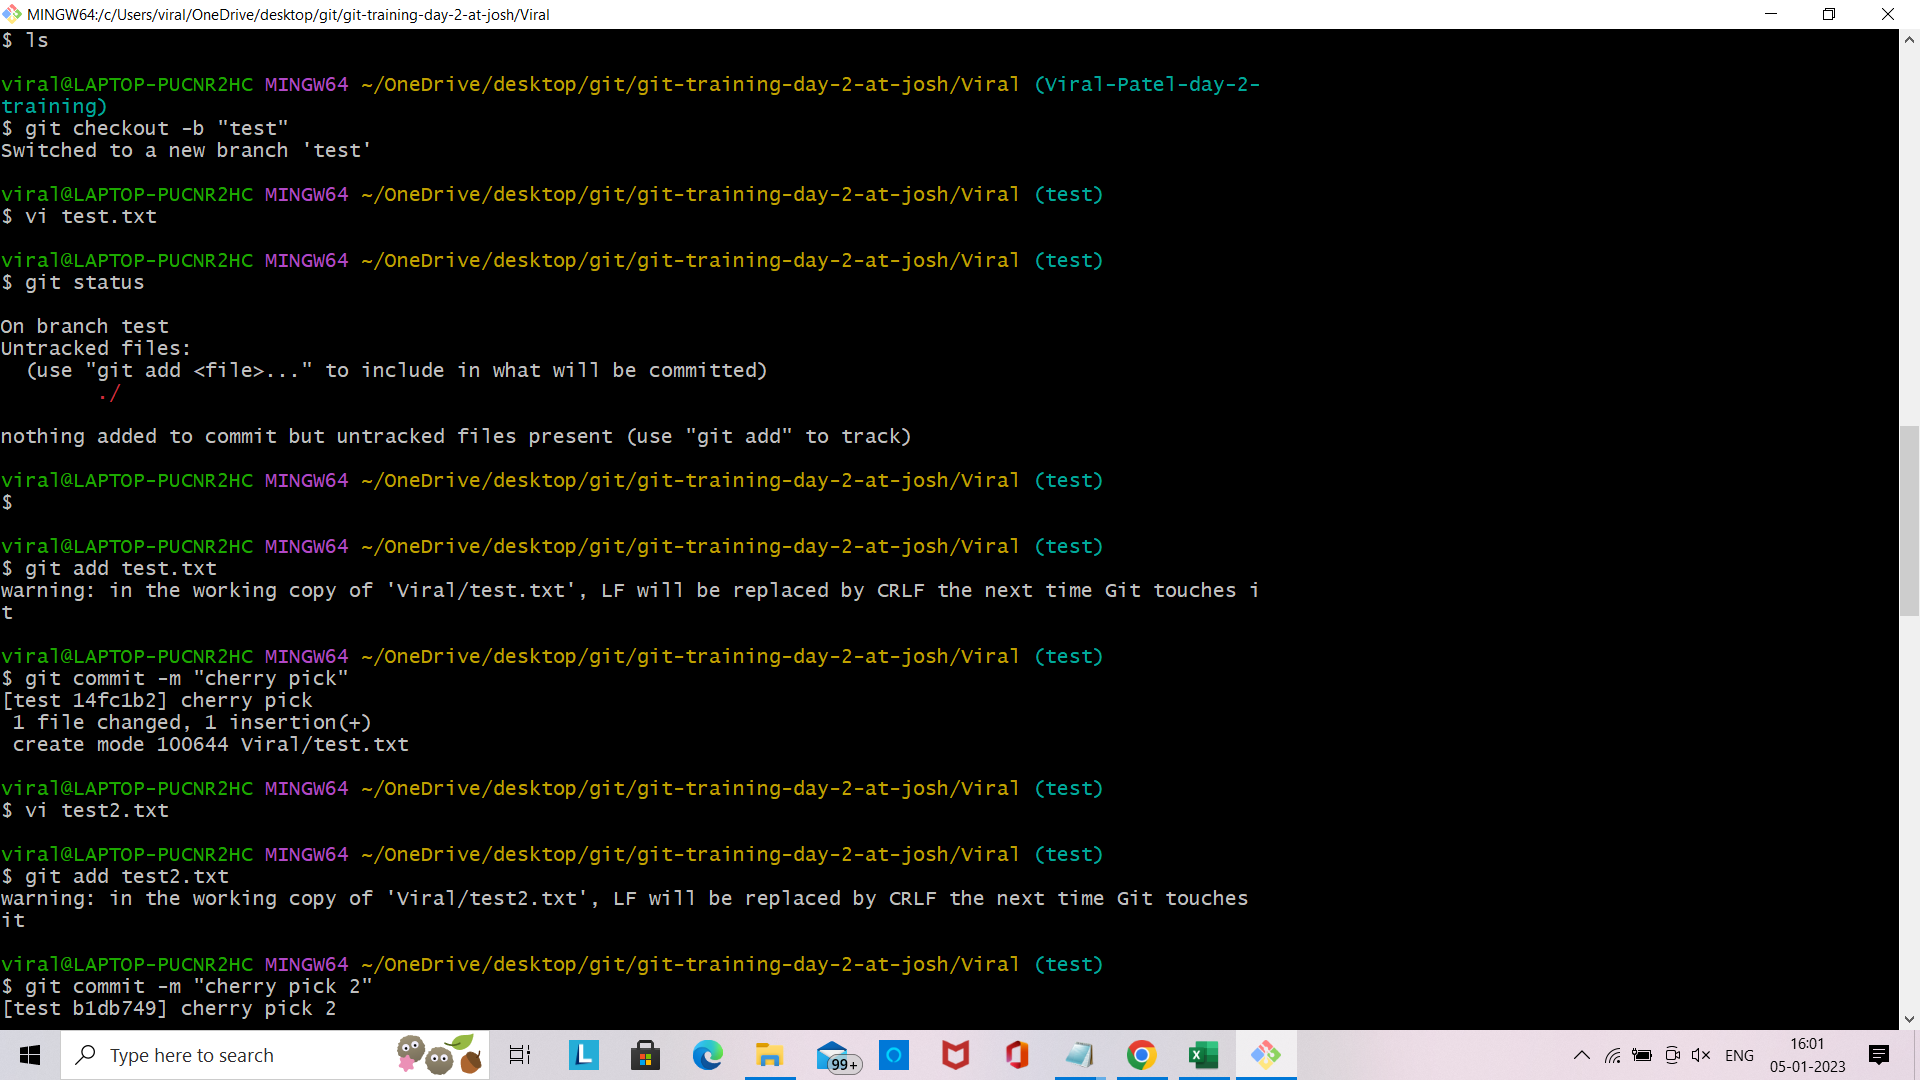 MINGW64:/c/Users/viral/OneDrive/desktop/git/git-training-day-2-at-josh/Viral
$ ls
viral@LAPTOP-PUCNR2HC MINGW64 ~/OneDrive/desktop/git/git-training-day-2-at-josh/Viral (Viral-Patel-day-2-
training)
$ git checkout -b "test"
Switched to a new branch 'test'
viral@LAPTOP-PUCNR2HC MINGW64 ~/OneDrive/desktop/git/git-training-day-2-at-josh/Viral (test)
$ vi test.txt
viral@LAPTOP-PUCNR2HC MINGW64 ~/OneDrive/desktop/git/git-training-day-2-at-josh/Viral (test)
$ git status
On branch test
Untracked files:
  (use "git add <file>..." to include in what will be committed)
        ./
nothing added to commit but untracked files present (use "git add" to track)
viral@LAPTOP-PUCNR2HC MINGW64 ~/OneDrive/desktop/git/git-training-day-2-at-josh/Viral (test)
$
viral@LAPTOP-PUCNR2HC MINGW64 ~/OneDrive/desktop/git/git-training-day-2-at-josh/Viral (test)
$ git add test.txt
warning: in the working copy of 'Viral/test.txt', LF will be replaced by CRLF the next time Git touches i
t
viral@LAPTOP-PUCNR2HC MINGW64 ~/OneDrive/desktop/git/git-training-day-2-at-josh/Viral (test)
$ git commit -m "cherry pick"
[test 14fc1b2] cherry pick
 1 file changed, 1 insertion(+)
 create mode 100644 Viral/test.txt
viral@LAPTOP-PUCNR2HC MINGW64 ~/OneDrive/desktop/git/git-training-day-2-at-josh/Viral (test)
$ vi test2.txt
viral@LAPTOP-PUCNR2HC MINGW64 ~/OneDrive/desktop/git/git-training-day-2-at-josh/Viral (test)
$ git add test2.txt
warning: in the working copy of 'Viral/test2.txt', LF will be replaced by CRLF the next time Git touches
it
viral@LAPTOP-PUCNR2HC MINGW64 ~/OneDrive/desktop/git/git-training-day-2-at-josh/Viral (test)
$ git commit -m "cherry pick 2"
[test b1db749] cherry pick 2
Type here to search
L
99+
ENG
16:01
05-01-2023